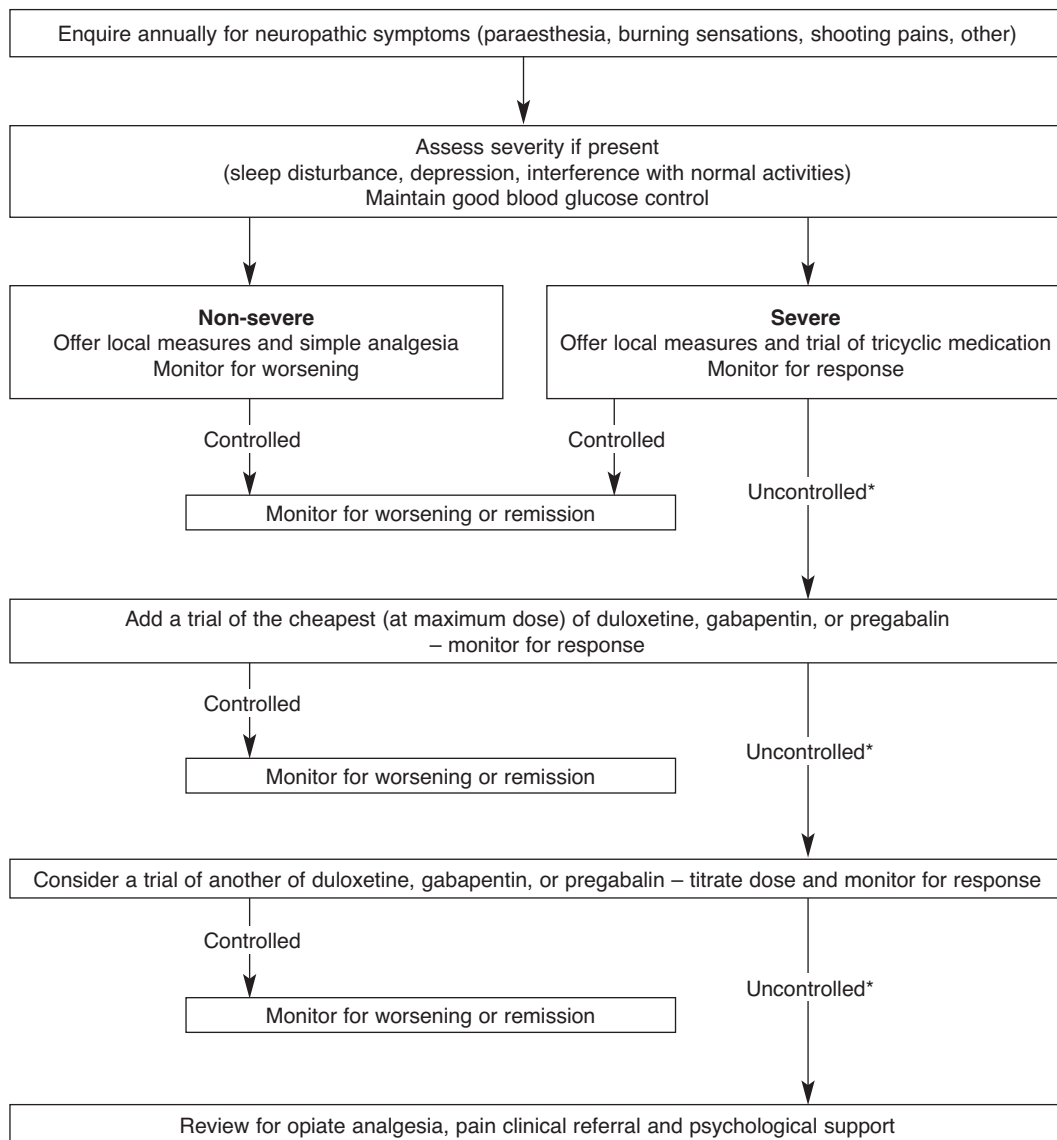 Enquire annually for neuropathic symptoms (paraesthesia, burning sensations, shooting pains, other)
Assess severity if present
(sleep disturbance, depression, interference with normal activities)
Maintain good blood glucose control
Non-severe
Offer local measures and simple analgesia
Monitor for worsening
Severe
Offer local measures and trial of tricyclic medication
Monitor for response
Controlled
Controlled
Uncontrolled*
Monitor for worsening or remission
Add a trial of the cheapest (at maximum dose) of duloxetine, gabapentin, or pregabalin
– monitor for response
Controlled
Uncontrolled*
Monitor for worsening or remission
Consider a trial of another of duloxetine, gabapentin, or pregabalin – titrate dose and monitor for response
Controlled
Uncontrolled*
Monitor for worsening or remission
Review for opiate analgesia, pain clinical referral and psychological support